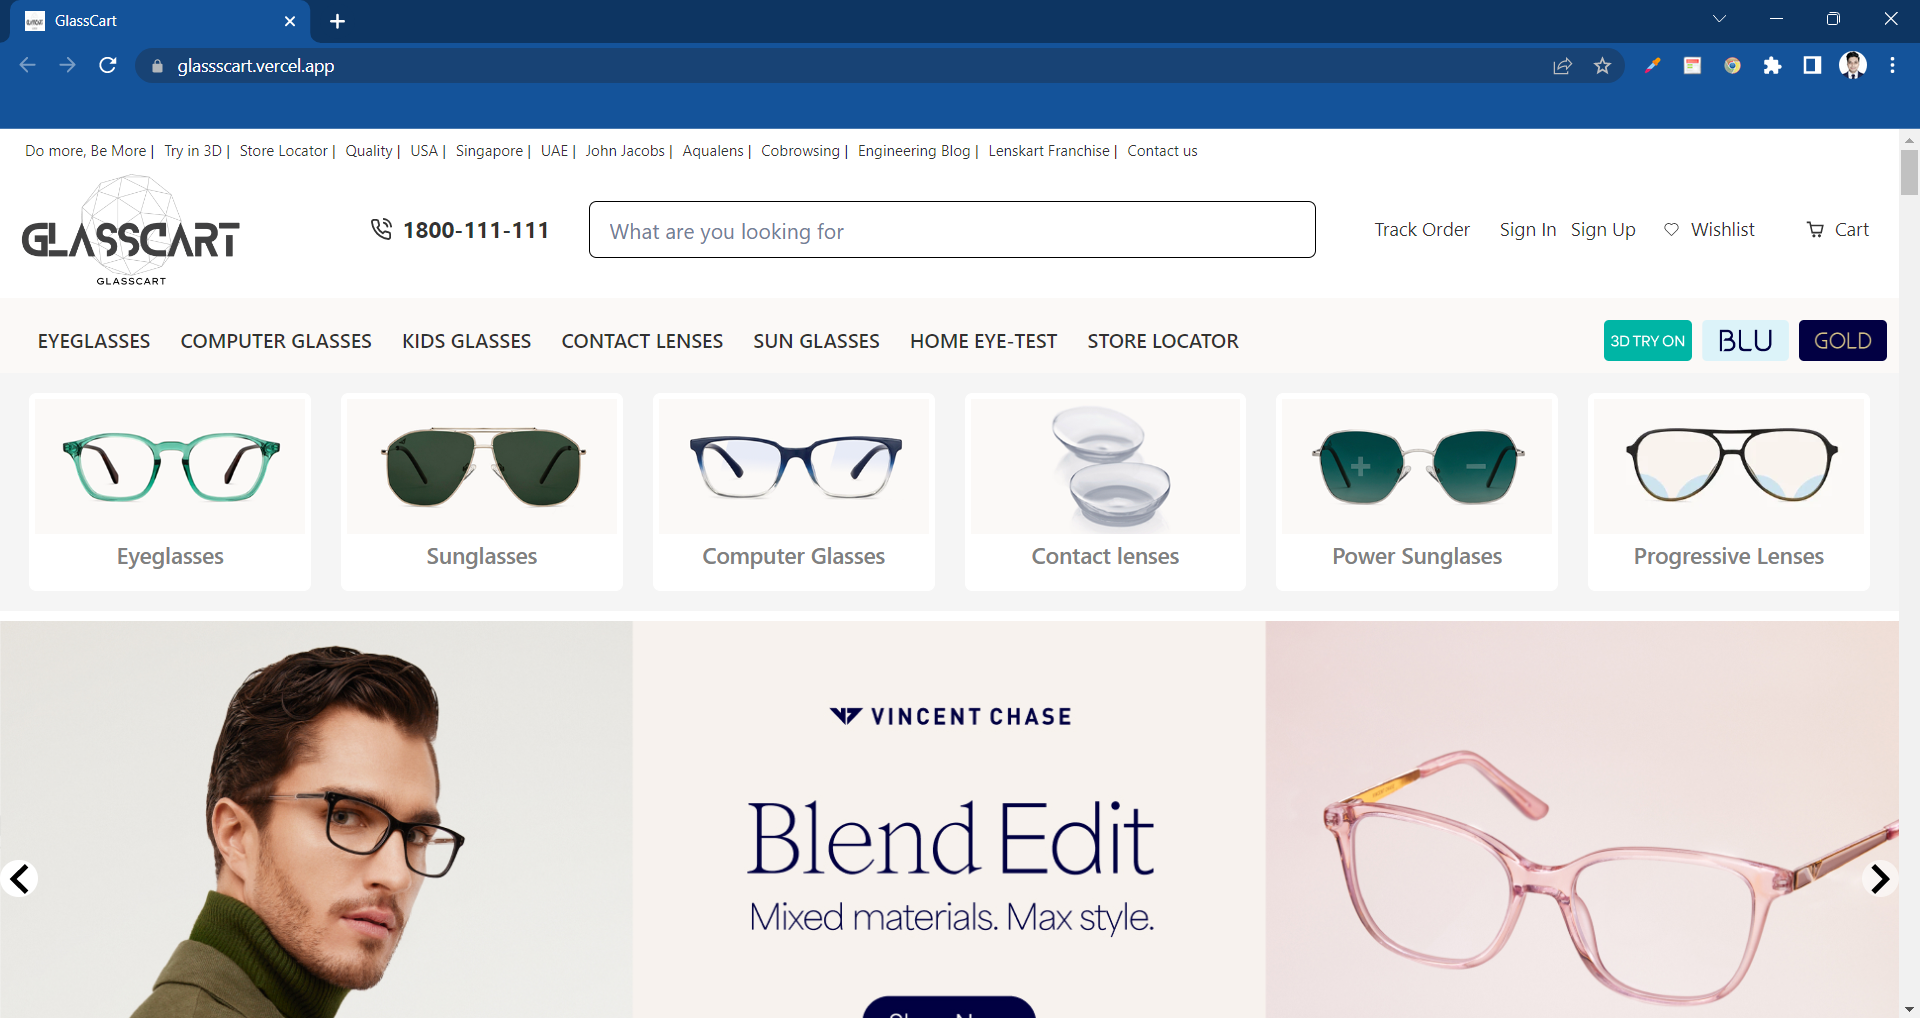 GlassCart
glassscart.vercel.app
Do more, Be More | Try in 3D | Store Locator | Quality | USA | Singapore | UAE | John Jacobs | Aqualens | Cobrowsing | Engineering Blog | Lenskart Franchise | Contact us
GLASSCART
GLASSCART
1800-111-111
What are you looking for
Track Order Sign In Sign Up Wishlist Cart
EYEGLASSES COMPUTER GLASSES KIDS GLASSES CONTACT LENSES SUN GLASSES HOME EYE-TEST STORE LOCATOR
3D TRY ON BLU GOLD
Eyeglasses Sunglasses Computer Glasses Contact lenses Power Sunglases Progressive Lenses
VINCENT CHASE
Blend Edit
Mixed materials. Max style.